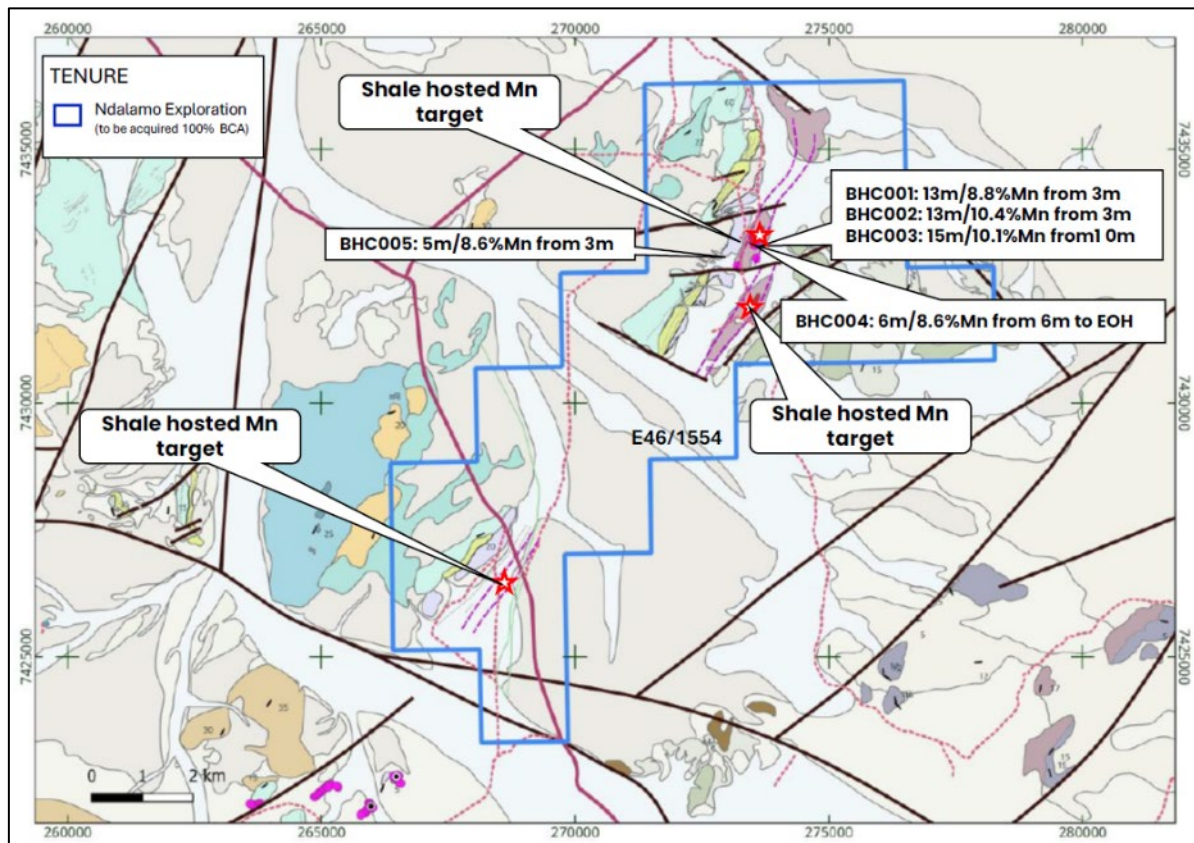 260000
265000
270000
275000
280000
TENURE
Ndalamo Exploration
(to be acquired 100% BCA)
Shale hosted Mn
target
7435000
7435000
BHC001: 13m/8.8%Mn from 3m
BHC002: 13m/10.4%Mn from 3m
BHC003: 15m/10.1%Mn from1 0m
BHC005: 5m/8.6%Mn from 3m
BHC004: 6m/8.6%Mn from 6m to EOH
7430000
7430000
Shale hosted Mn
target
Shale hosted Mn
target
E46/1554
7425000
7425000
0 1 2 km
260000
265000
270000
275000
280000